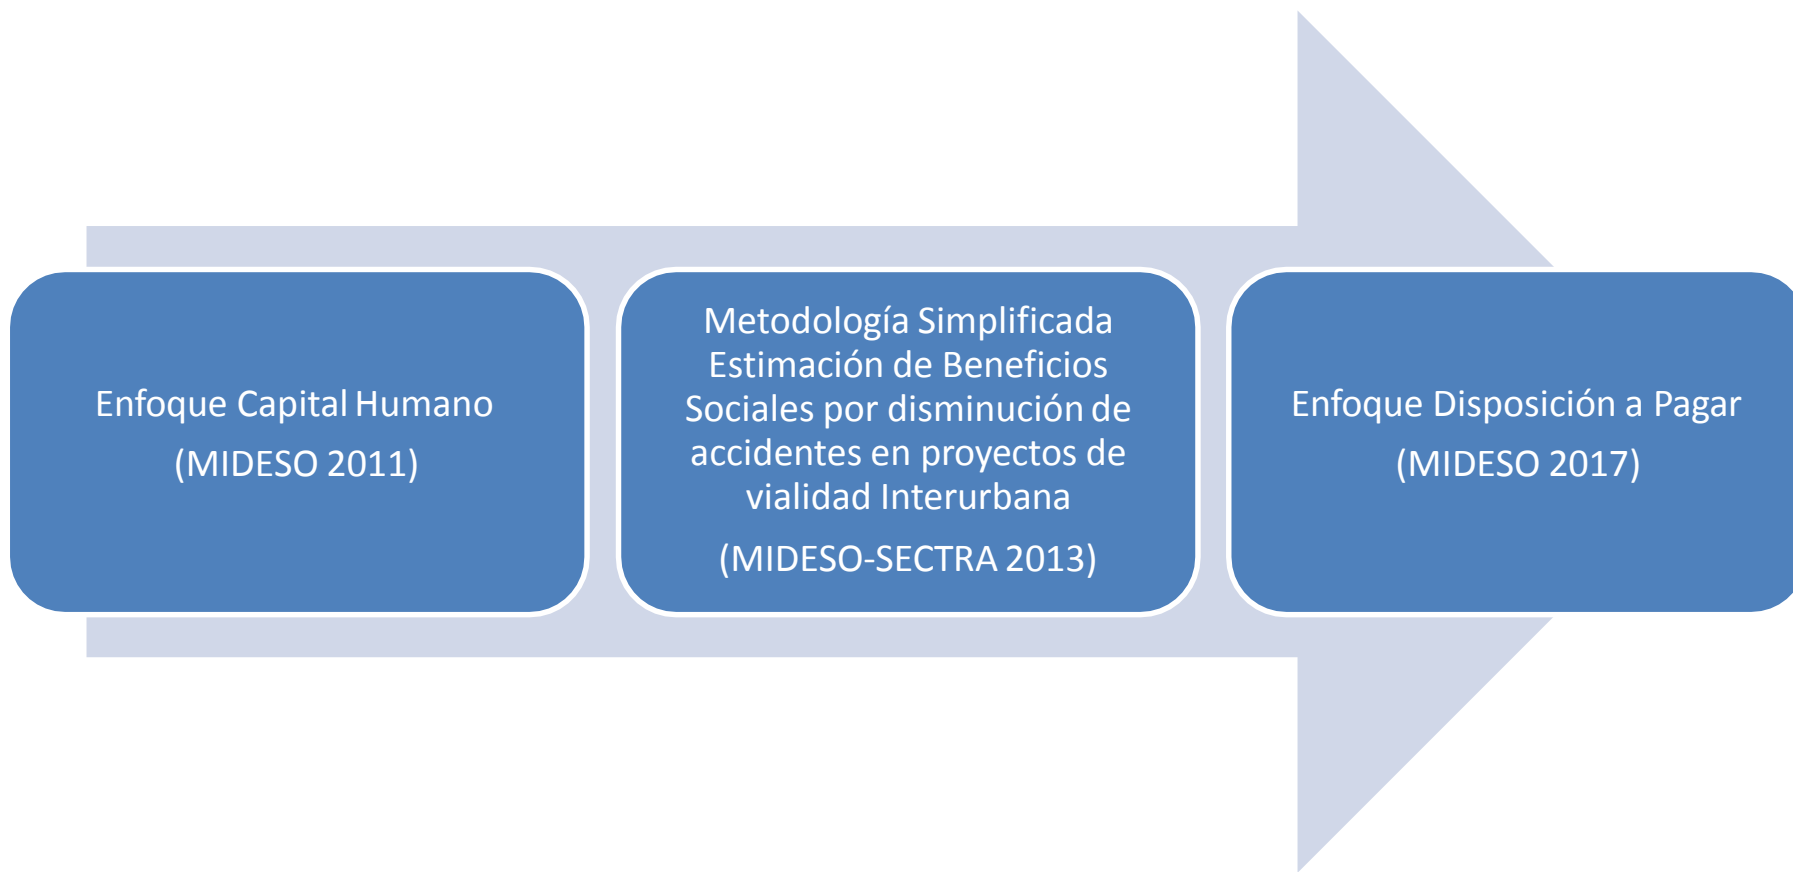 Enfoque Capital Humano
(MIDESO 2011)
Metodología Simplificada
Estimación de Beneficios
Sociales por disminución de
accidentes en proyectos de
vialidad Interurbana
(MIDESO-SECTRA 2013)
Enfoque Disposición a Pagar
(MIDESO 2017)